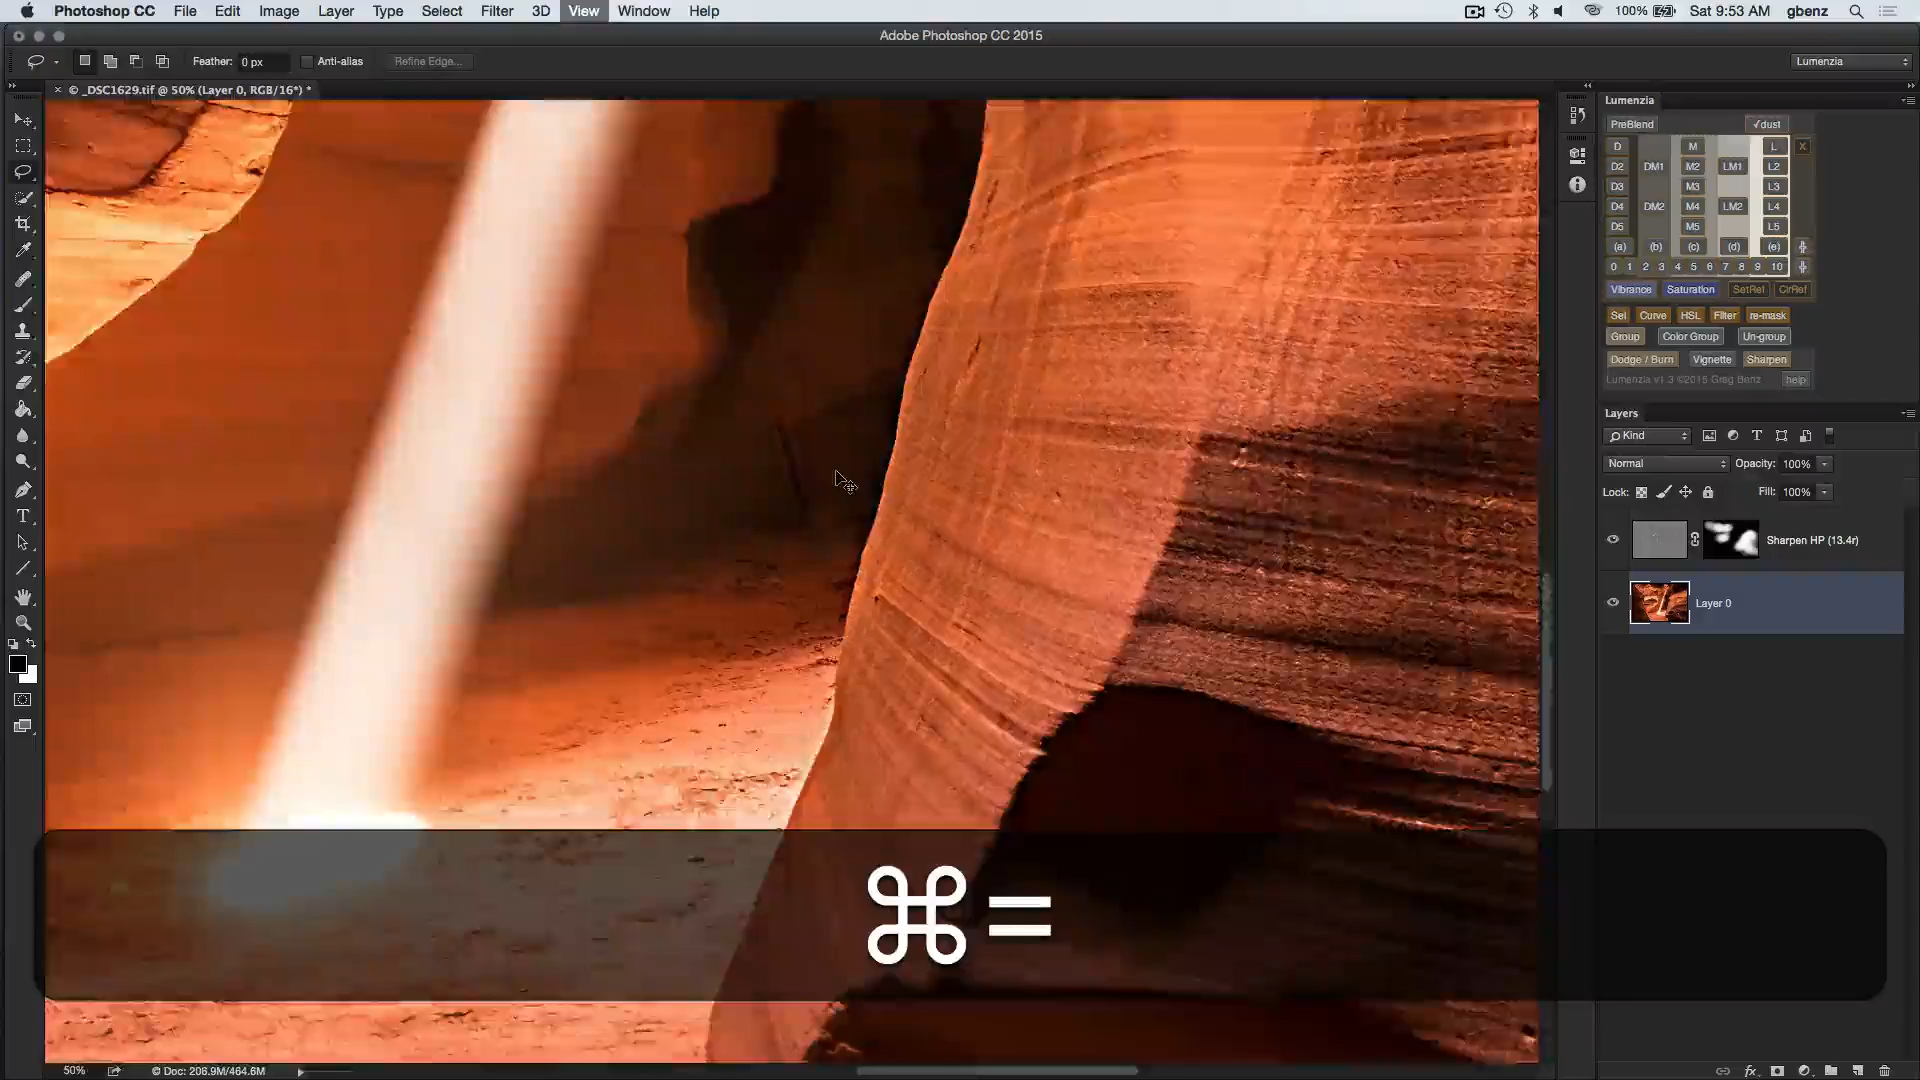 Photoshop CC File Edit Image Layer Type Select Filter 3D View Window Help 100% Sat 9:53 AM gbenz
Adobe Photoshop CC 2015
Feather: 0 px Anti-alias Refine Edge... Lumenzia
× © _DSC1629.tif @ 50% (Layer 0, RGB/16*) *
Lumenzia
PreBlend √dust
D M L X
D2 DM1 M2 LM1 L2
D3 M3 L3
D4 DM2 M4 LM2 L4
D5 M5 L5
(a) (b) (c) (d) (e)
0 1 2 3 4 5 6 7 8 9 10
Vibrance Saturation SetRef ClrRef
Sel Curve HSL Filter re-mask
Group Color Group Un-group
Dodge / Burn Vignette Sharpen
Lumenzia v1.3 ©2015 Greg Benz help
Layers
Kind
Normal Opacity: 100%
Lock: Fill: 100%
Sharpen HP (13.4r)
Layer 0
⌘=
50% © Doc: 206.9M/464.6M